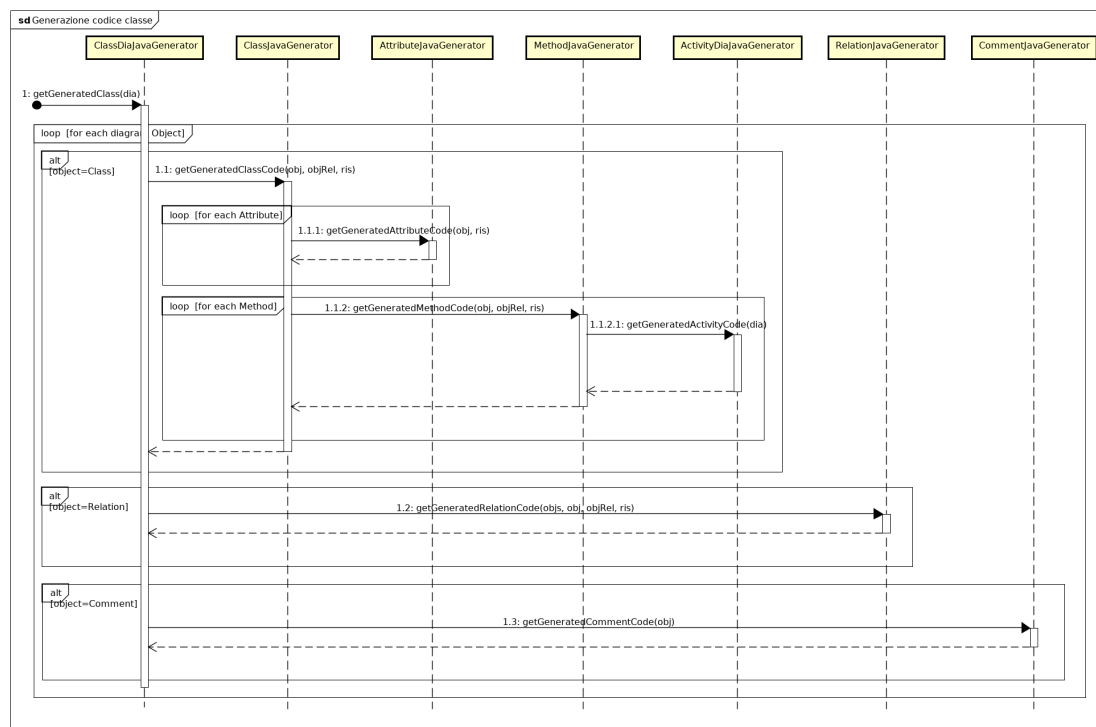 sd Generazione codice classe
ClassDiaJavaGenerator
ClassJavaGenerator
AttributeJavaGenerator
MethodJavaGenerator
ActivityDiaJavaGenerator
RelationJavaGenerator
CommentJavaGenerator
1: getGeneratedClass(dia)
loop [for each diagram Object]
alt
[object=Class]
1.1: getGeneratedClassCode(obj, objRel, ris)
loop [for each Attribute]
1.1.1: getGeneratedAttributeCode(obj, ris)
loop [for each Method]
1.1.2: getGeneratedMethodCode(obj, objRel, ris)
1.1.2.1: getGeneratedActivityCode(dia)
alt
[object=Relation]
1.2: getGeneratedRelationCode(objs, obj, objRel, ris)
alt
[object=Comment]
1.3: getGeneratedCommentCode(obj)